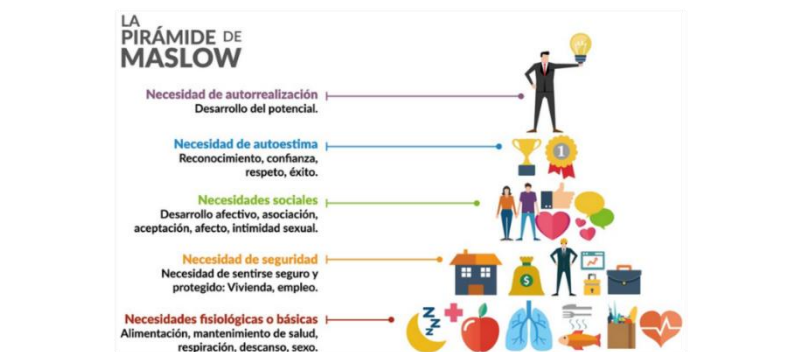 LA
PIRÁMIDE DE
MASLOW
Necesidad de autorrealización
Desarrollo del potencial.
Necesidad de autoestima
Reconocimiento, confianza,
respeto, éxito.
1
Necesidades sociales
Desarrollo afectivo, asociación,
aceptación, afecto, intimidad sexual.
Necesidad de seguridad
Necesidad de sentirse seguro y
protegido: Vivienda, empleo.
$
Necesidades fisiológicas o básicas
Alimentación, mantenimiento de salud,
respiración, descanso, sexo.
Z
Z
Z